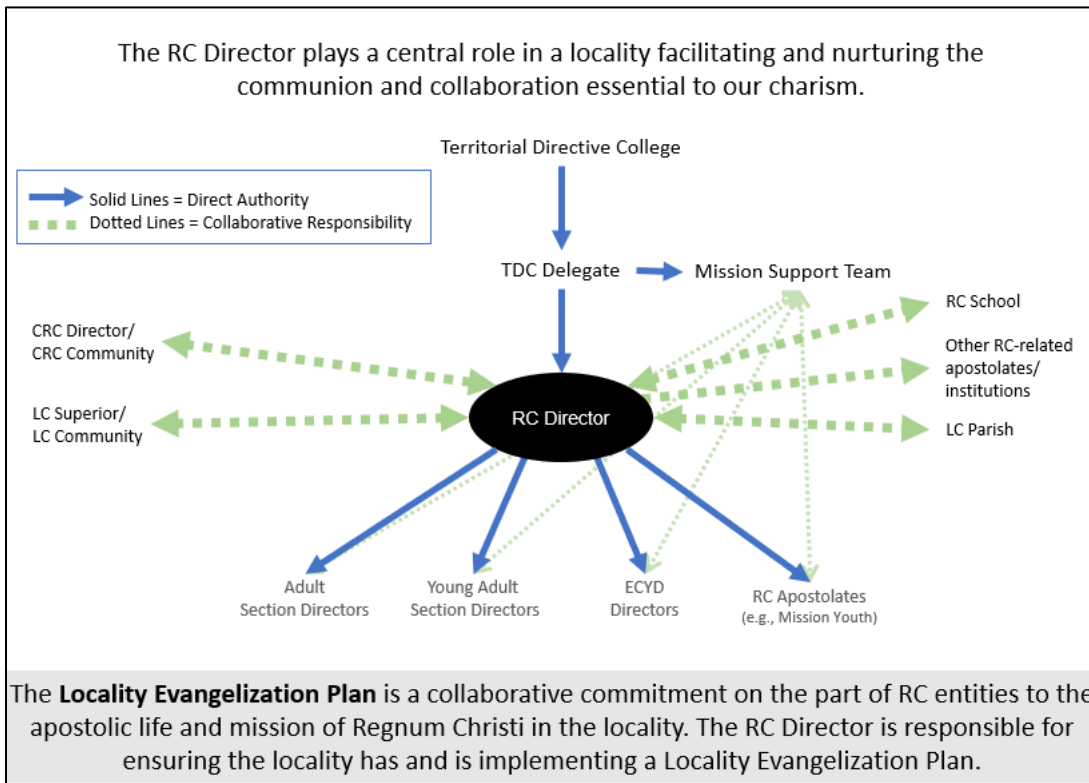 The RC Director plays a central role in a locality facilitating and nurturing the
communion and collaboration essential to our charism.
Territorial Directive College
Solid Lines = Direct Authority
Dotted Lines = Collaborative Responsibility
TDC Delegate
Mission Support Team
CRC Director/
CRC Community
RC School
Other RC-related
apostolates/
institutions
LC Superior/
LC Community
RC Director
LC Parish
Adult
Section Directors
Young Adult
Section Directors
ECYD
Directors
RC Apostolates
(e.g., Mission Youth)
The Locality Evangelization Plan is a collaborative commitment on the part of RC entities to the
apostolic life and mission of Regnum Christi in the locality. The RC Director is responsible for
ensuring the locality has and is implementing a Locality Evangelization Plan.